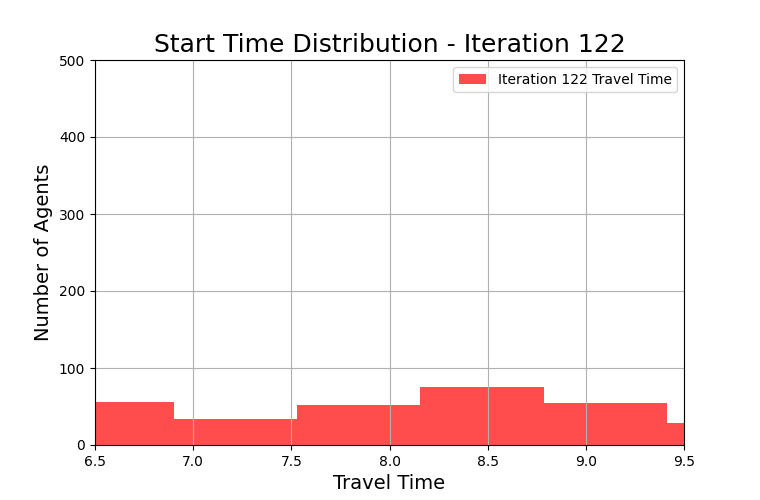 Start Time Distribution - Iteration 122
500
400
300
200
100
0
Number of Agents
Iteration 122 Travel Time
6.5 7.0 7.5 8.0 8.5 9.0 9.5
Travel Time